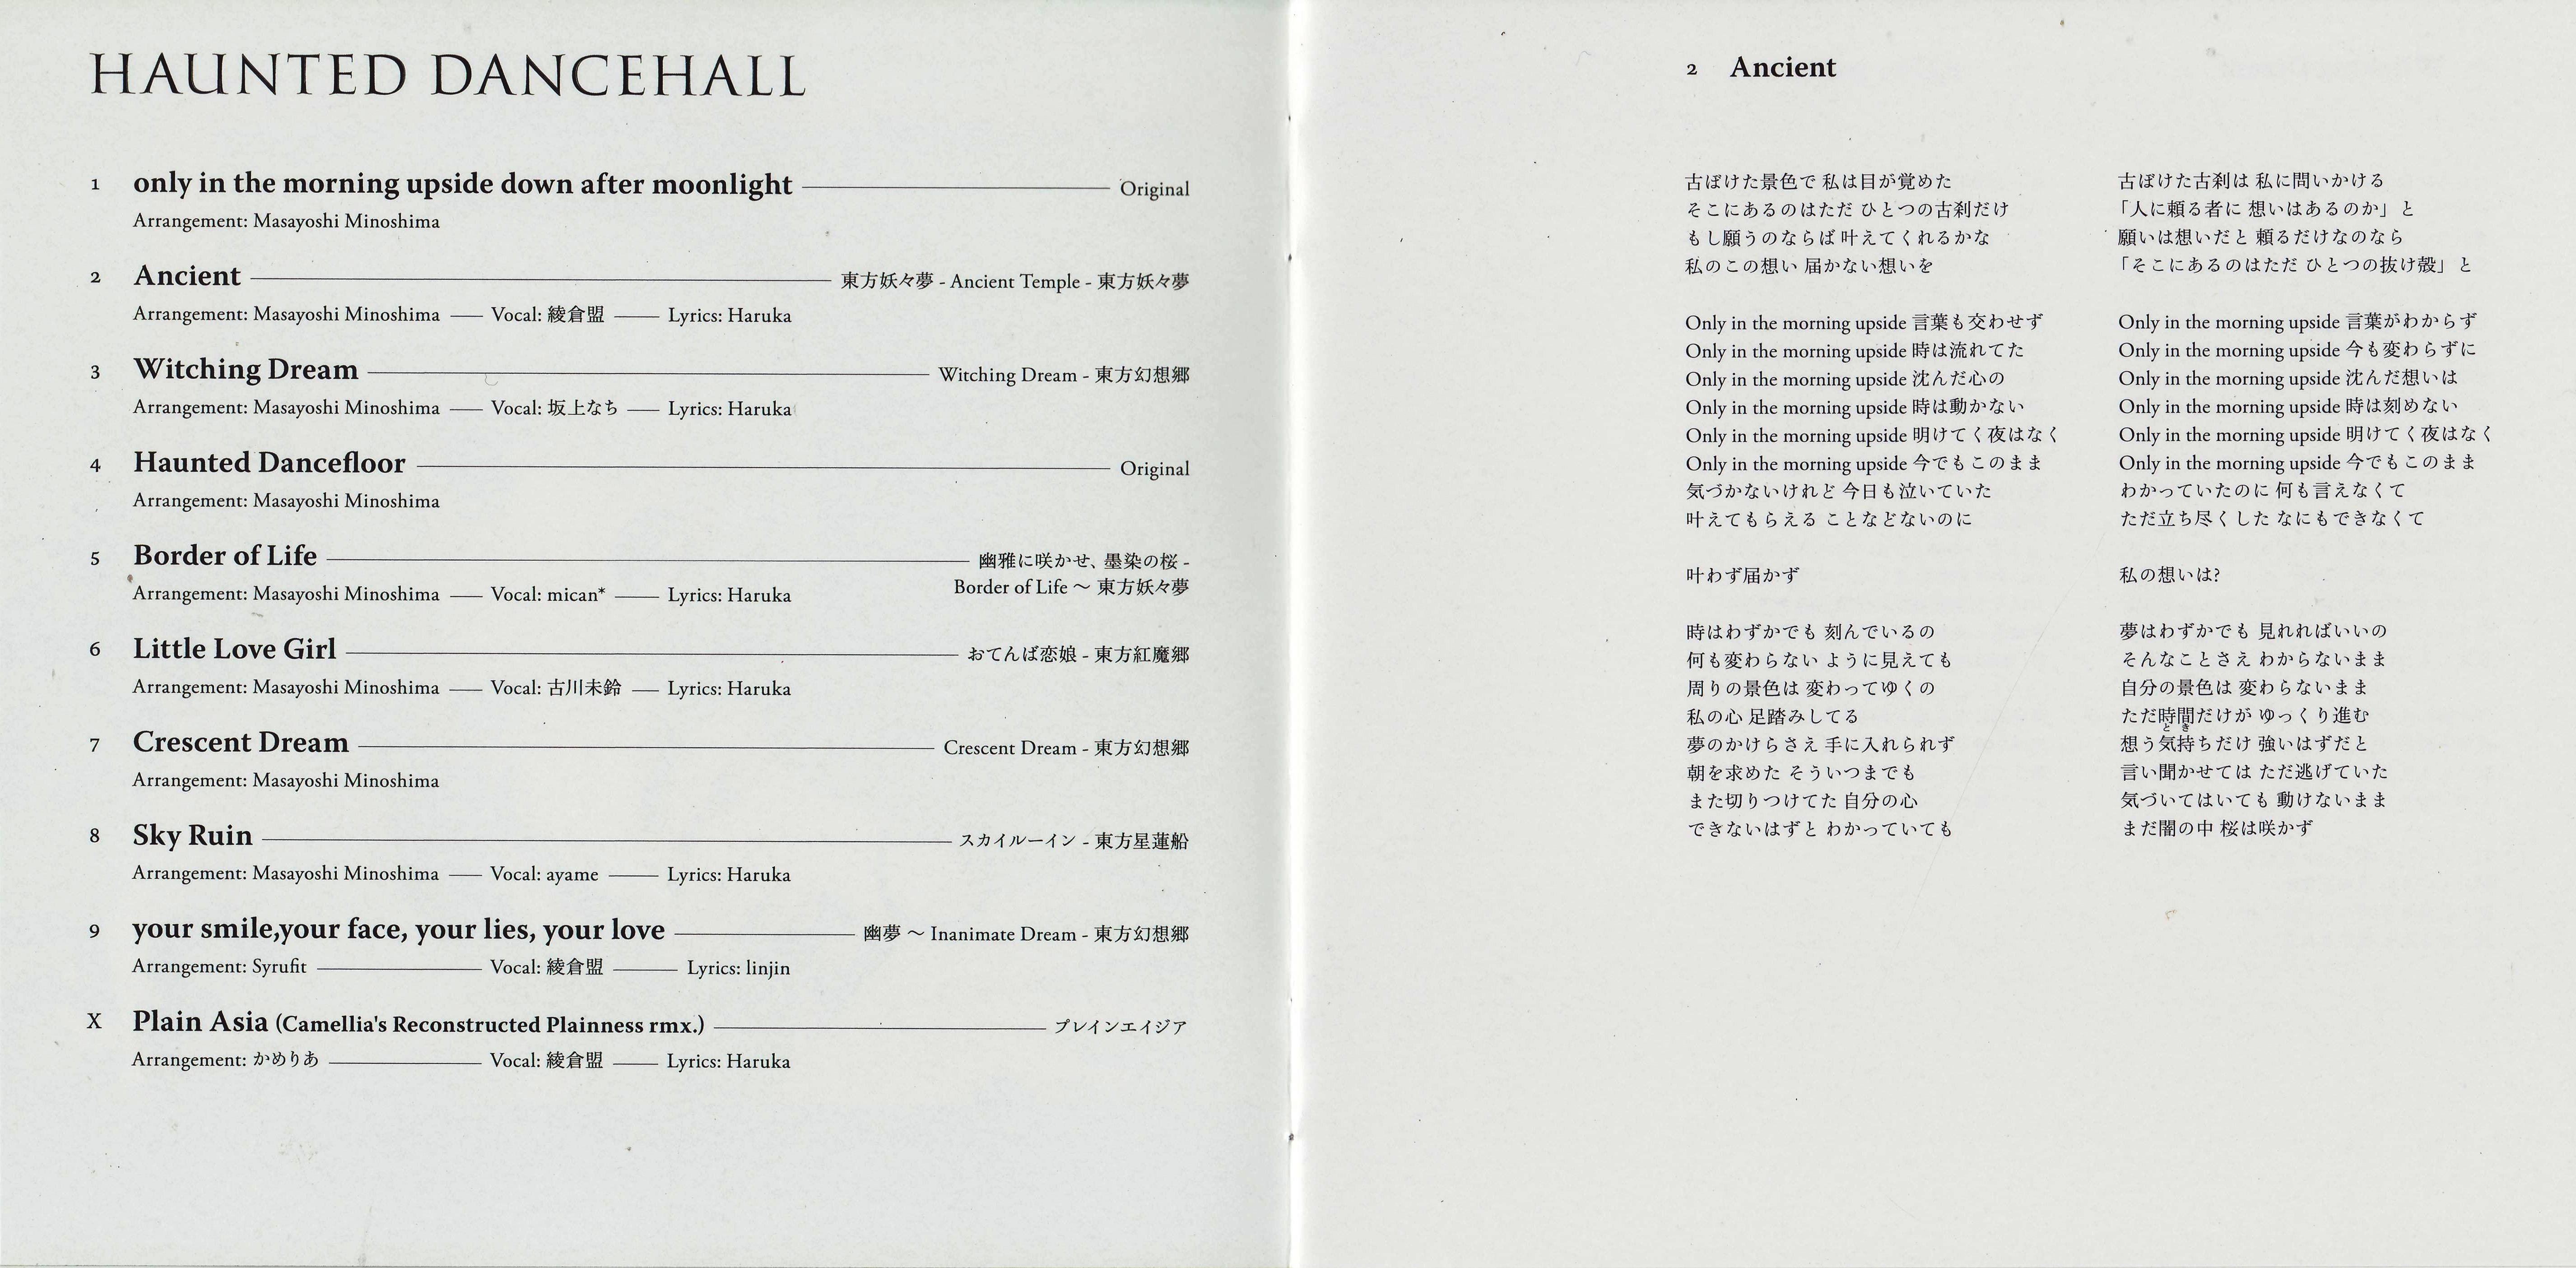 HAUNTED DANCEHALL
1 only in the morning upside down after moonlight Original
Arrangement: Masayoshi Minoshima
2 Ancient 東方妖々夢 - Ancient Temple - 東方妖々夢
Arrangement: Masayoshi Minoshima Vocal: 綾倉盟 Lyrics: Haruka
3 Witching Dream Witching Dream - 東方幻想郷
Arrangement: Masayoshi Minoshima Vocal: 坂上なち Lyrics: Haruka
4 Haunted Dancefloor Original
Arrangement: Masayoshi Minoshima
5 Border of Life 幽雅に咲かせ、墨染の桜 -
Border of Life ～ 東方妖々夢
Arrangement: Masayoshi Minoshima Vocal: mican* Lyrics: Haruka
6 Little Love Girl おてんば恋娘 - 東方紅魔郷
Arrangement: Masayoshi Minoshima Vocal: 古川未鈴 Lyrics: Haruka
7 Crescent Dream Crescent Dream - 東方幻想郷
Arrangement: Masayoshi Minoshima
8 Sky Ruin スカイルーイン - 東方星蓮船
Arrangement: Masayoshi Minoshima Vocal: ayame Lyrics: Haruka
9 your smile,your face, your lies, your love 幽夢 ～ Inanimate Dream - 東方幻想郷
Arrangement: Syrufit Vocal: 綾倉盟 Lyrics: linjin
X Plain Asia (Camellia's Reconstructed Plainness rmx.) プレインエイジア
Arrangement: かめりあ Vocal: 綾倉盟 Lyrics: Haruka
2 Ancient
古ぼけた景色で 私は目が覚めた
そこにあるのはただ ひとつの古刹だけ
もし願うのならば 叶えてくれるかな
私のこの想い 届かない想いを
Only in the morning upside 言葉も交わせず
Only in the morning upside 時は流れてた
Only in the morning upside 沈んだ心の
Only in the morning upside 時は動かない
Only in the morning upside 明けてく夜はなく
Only in the morning upside 今でもこのまま
気づかないけれど 今日も泣いていた
叶えてもらえる ことなどないのに
叶わず届かず
時はわずかでも 刻んでいるの
何も変わらない ように見えても
周りの景色は 変わってゆくの
私の心 足踏みしてる
夢のかけらさえ 手に入れられず
朝を求めた そういつまでも
また切りつけてた 自分の心
できないはずと わかっていても
古ぼけた古刹は 私に問いかける
「人に頼る者に 想いはあるのか」と
願いは想いだと 頼るだけなのなら
「そこにあるのはただ ひとつの抜け殻」と
Only in the morning upside 言葉がわからず
Only in the morning upside 今も変わらずに
Only in the morning upside 沈んだ想いは
Only in the morning upside 時は刻めない
Only in the morning upside 明けてく夜はなく
Only in the morning upside 今でもこのまま
わかっていたのに 何も言えなくて
ただ立ち尽くした なにもできなくて
私の想いは?
夢はわずかでも 見れればいいの
そんなことさえ わからないまま
自分の景色は 変わらないまま
ただ時間だけが ゆっくり進む
とき
想う気持ちだけ 強いはずだと
言い聞かせては ただ逃げていた
気づいてはいても 動けないまま
まだ闇の中 桜は咲かず